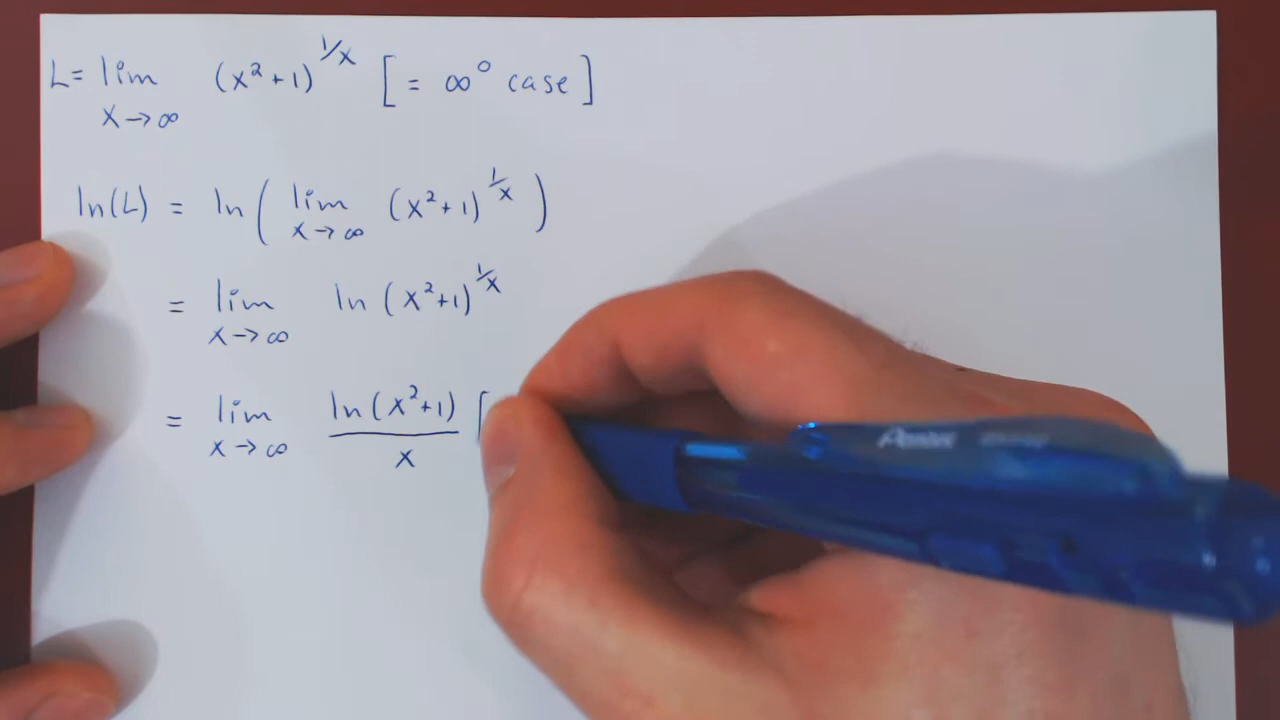 L = lim x→∞ (x² + 1)^(1/x) [ = ∞⁰ case ]
ln(L) = ln( lim x→∞ (x² + 1)^(1/x) )
= lim x→∞ ln (x² + 1)^(1/x)
= lim x→∞ ln (x² + 1) / x [
Pentel